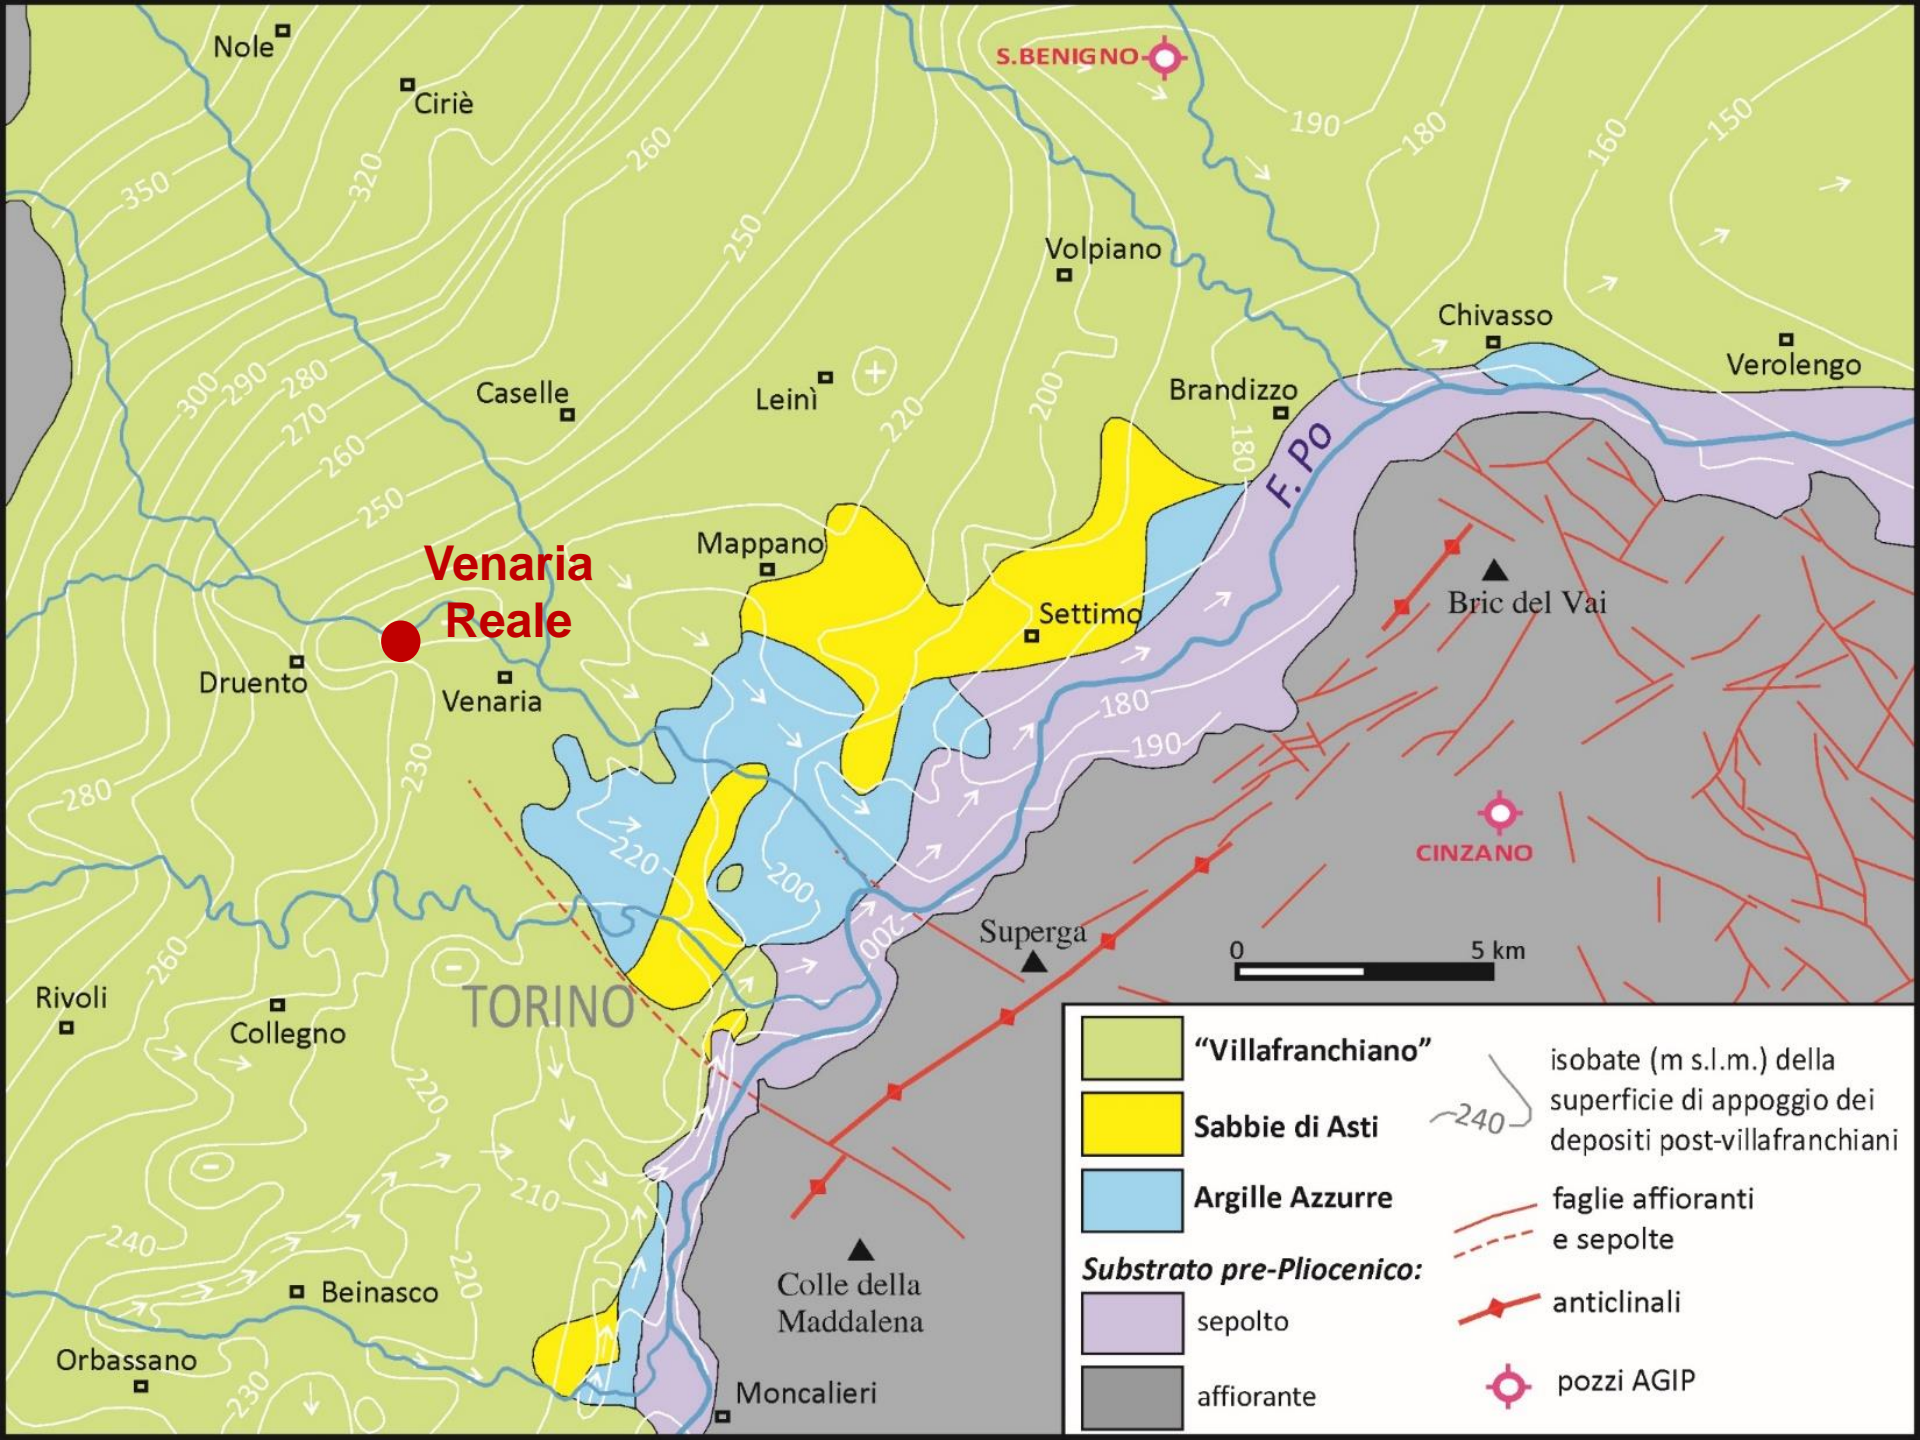 Nole
Ciriè
S.BENIGNO
190
180
160
150
260
320
350
250
Volpiano
Chivasso
Verolengo
300
290
280
270
260
250
Caselle
Leinì
+
220
200
Brandizzo
180
F. PO
Mappano
Venaria
Reale
Settimo
Bric del Vai
Druento
Venaria
180
190
230
280
220
200
CINZANO
200
Superga
0
5 km
260
-
TORINO
Rivoli
Collegno
220
-
210
240
220
Beinasco
Colle della
Maddalena
Orbassano
230
Moncalieri
“Villafranchiano”
Sabbie di Asti
Argille Azzurre
Substrato pre-Pliocenico:
sepolto
affiorante
240
isobate (m s.l.m.) della
superficie di appoggio dei
depositi post-villafranchiani
faglie affioranti
e sepolte
anticlinali
pozzi AGIP